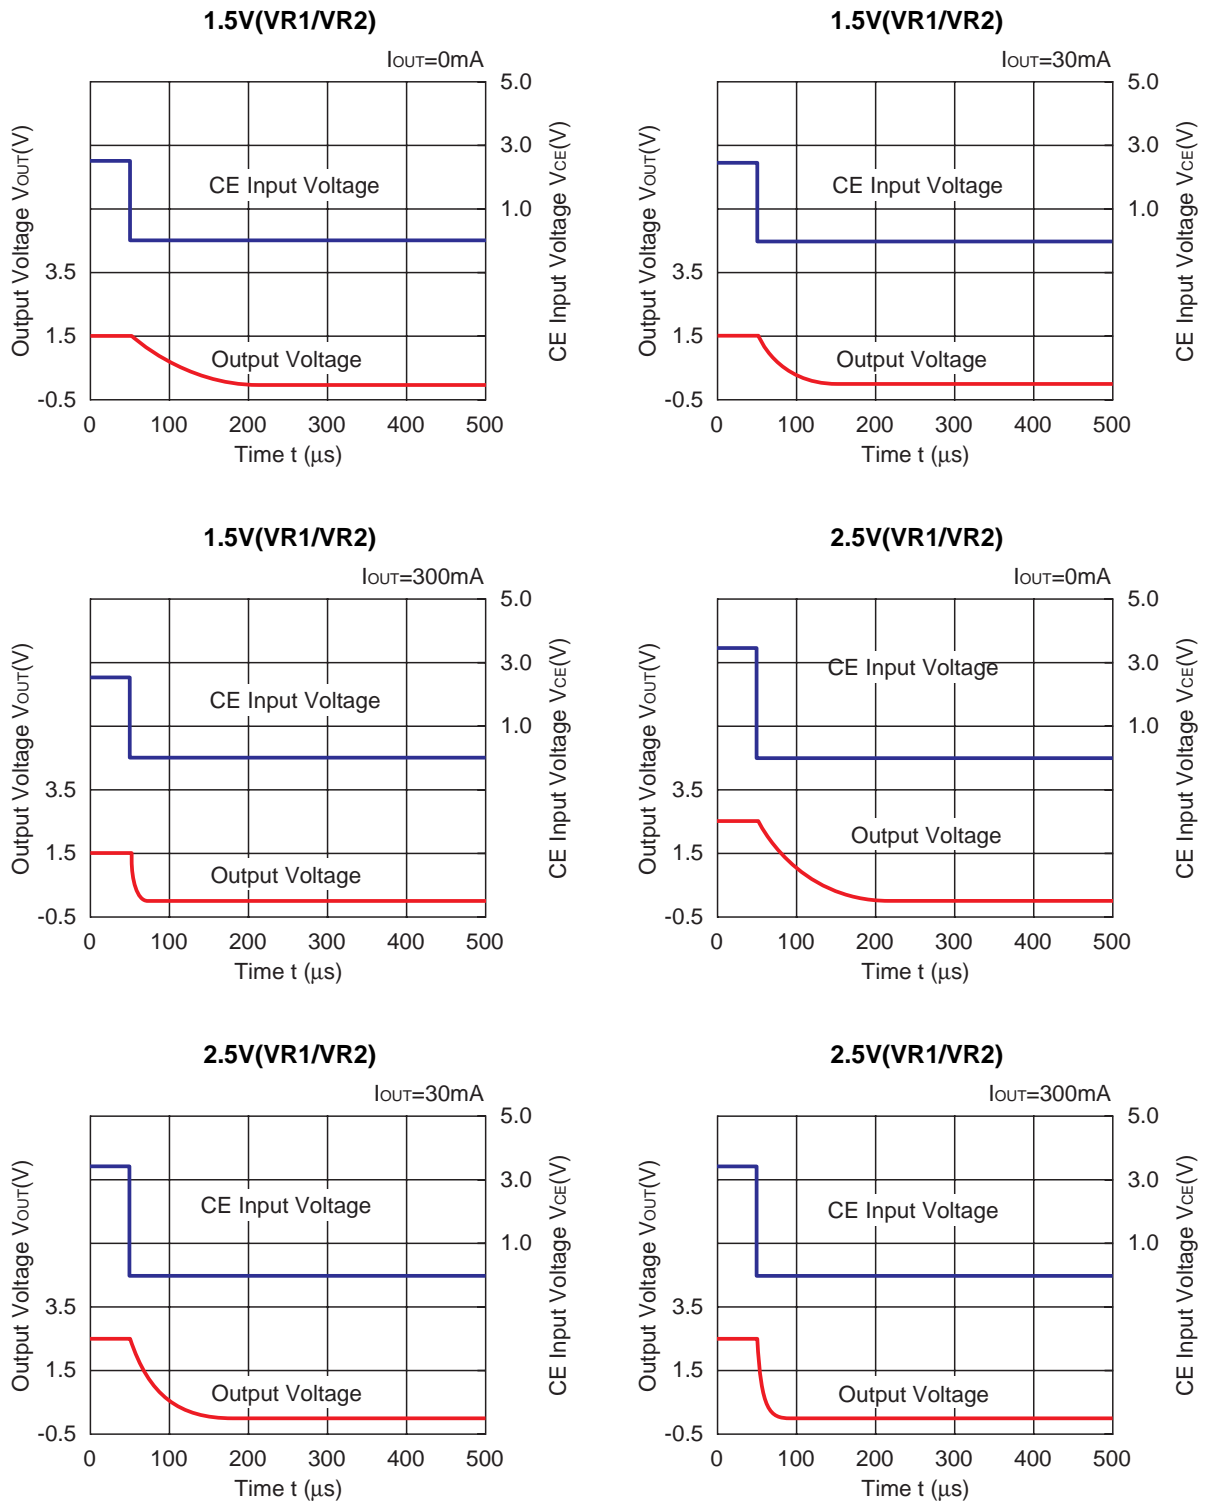 1.5V(VR1/VR2)
IOUT=0mA
5.0
3.0
1.0
3.5
1.5
-0.5
0 100 200 300 400 500
Time t (μs)
Output Voltage VOUT(V)
CE Input Voltage VCE(V)
CE Input Voltage
Output Voltage
1.5V(VR1/VR2)
IOUT=30mA
5.0
3.0
1.0
3.5
1.5
-0.5
0 100 200 300 400 500
Time t (μs)
Output Voltage VOUT(V)
CE Input Voltage VCE(V)
CE Input Voltage
Output Voltage
1.5V(VR1/VR2)
IOUT=300mA
5.0
3.0
1.0
3.5
1.5
-0.5
0 100 200 300 400 500
Time t (μs)
Output Voltage VOUT(V)
CE Input Voltage VCE(V)
CE Input Voltage
Output Voltage
2.5V(VR1/VR2)
IOUT=0mA
5.0
3.0
1.0
3.5
1.5
-0.5
0 100 200 300 400 500
Time t (μs)
Output Voltage VOUT(V)
CE Input Voltage VCE(V)
CE Input Voltage
Output Voltage
2.5V(VR1/VR2)
IOUT=30mA
5.0
3.0
1.0
3.5
1.5
-0.5
0 100 200 300 400 500
Time t (μs)
Output Voltage VOUT(V)
CE Input Voltage VCE(V)
CE Input Voltage
Output Voltage
2.5V(VR1/VR2)
IOUT=300mA
5.0
3.0
1.0
3.5
1.5
-0.5
0 100 200 300 400 500
Time t (μs)
Output Voltage VOUT(V)
CE Input Voltage VCE(V)
CE Input Voltage
Output Voltage